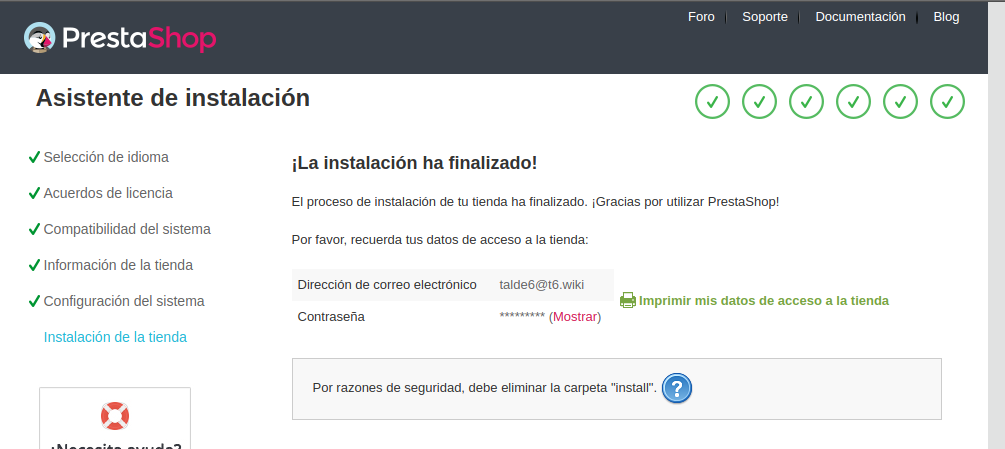 Foro
Soporte
Documentación
Blog
PrestaShop
Asistente de instalación
Selección de idioma
Acuerdos de licencia
Compatibilidad del sistema
Información de la tienda
Configuración del sistema
Instalación de la tienda
¡La instalación ha finalizado!
El proceso de instalación de tu tienda ha finalizado. ¡Gracias por utilizar PrestaShop!
Por favor, recuerda tus datos de acceso a la tienda:
Dirección de correo electrónico talde6@t6.wiki
Contraseña ********* (Mostrar)
Imprimir mis datos de acceso a la tienda
Por razones de seguridad, debe eliminar la carpeta "install". ?
¿Necesita ayuda?